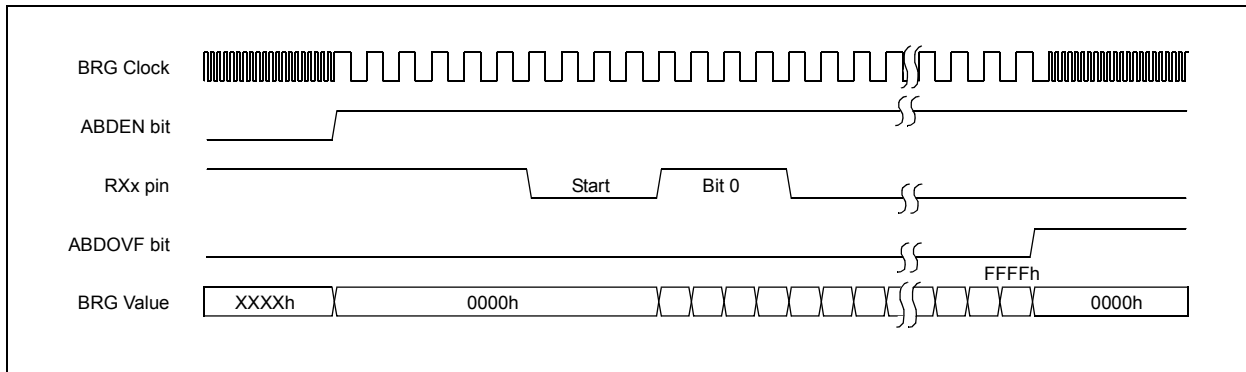 BRG Clock
ABDEN bit
RXx pin
Start
Bit 0
ABDOVF bit
FFFFh
BRG Value
XXXXh
0000h
0000h